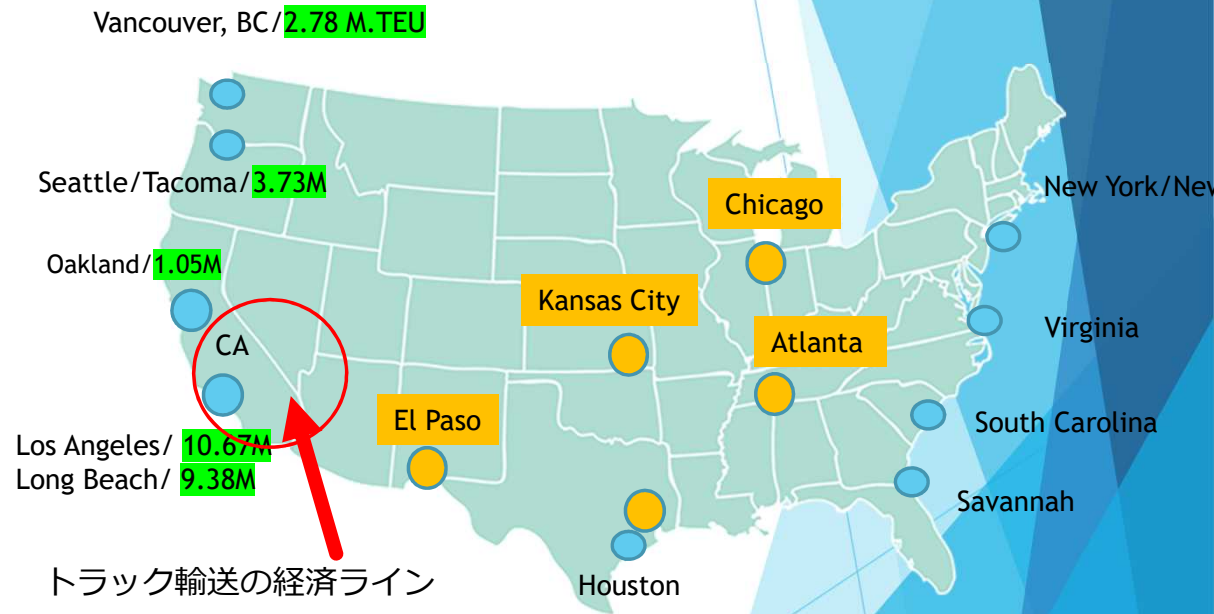 Vancouver, BC/2.78 M.TEU
Seattle/Tacoma/3.73M
Oakland/1.05M
CA
Los Angeles/ 10.67M
Long Beach/ 9.38M
トラック輸送の経済ライン
El Paso
Kansas City
Chicago
Atlanta
Houston
New York/New
Virginia
South Carolina
Savannah